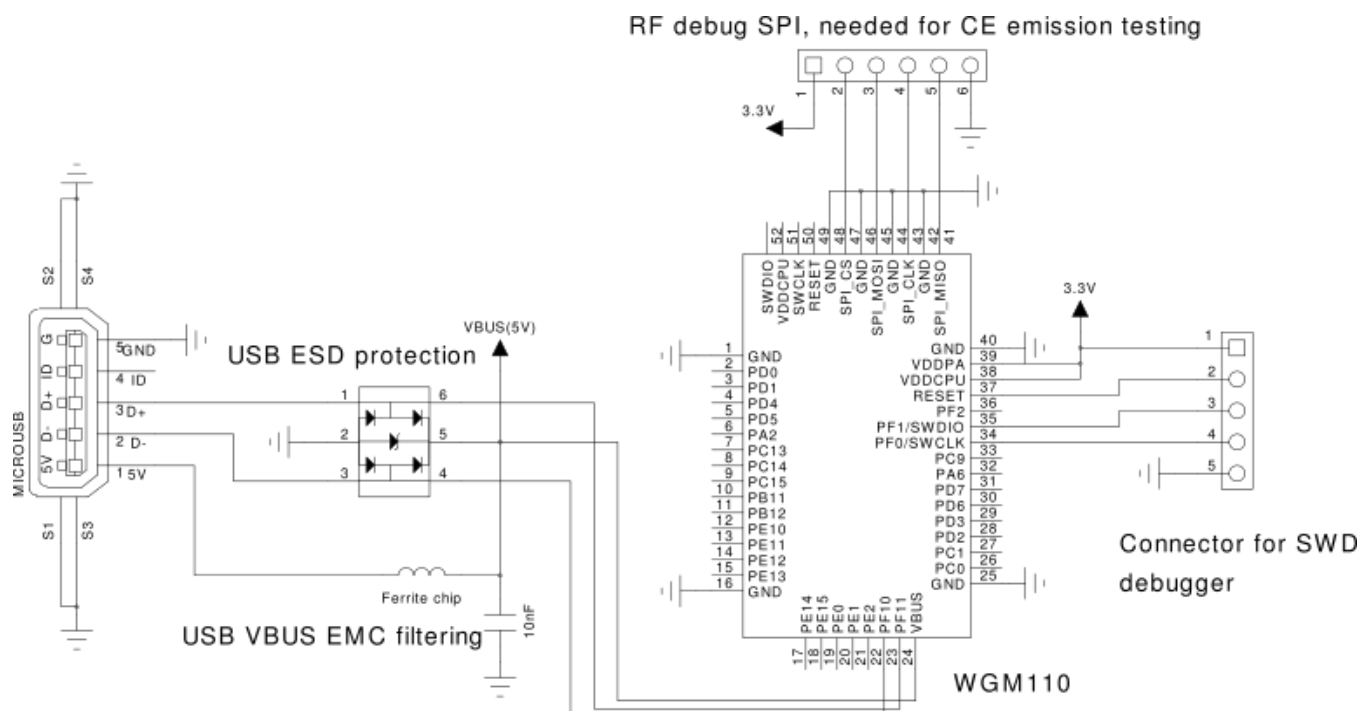 RF debug SPI, needed for CE emission testing
1
2
3
4
5
6
3.3V
52
51
50
49
48
47
46
45
44
43
42
41
SWDIO
VDDCPU
SWCLK
RESET
GND
SPI_CS
GND
SPI_MOSI
GND
SPI_CLK
GND
SPI_MISO
S2
S4
MICROUSB
G
ID
D+
D-
5V
5 GND
4 ID
3 D+
2 D-
1 5V
S1
S3
USB ESD protection
VBUS(5V)
1
2
3
6
5
4
Ferrite chip
USB VBUS EMC filtering
10nF
1 GND
2 PD0
3 PD1
4 PD4
5 PD5
6 PA2
7 PC13
8 PC14
9 PC15
10 PB11
11 PB12
12 PE10
13 PE11
14 PE12
15 PE13
16 GND
GND 40
VDDPA 39
VDDCPU 38
RESET 37
PF2 36
PF1/SWDIO 35
PF0/SWCLK 34
PC9 33
PA6 32
PD7 31
PD6 30
PD3 29
PD2 28
PC1 27
PC0 26
GND 25
PE14
PE15
PE0
PE1
PE2
PF10
PF11
VBUS
17
18
19
20
21
22
23
24
WGM110
3.3V
1
2
3
4
5
Connector for SWD
debugger